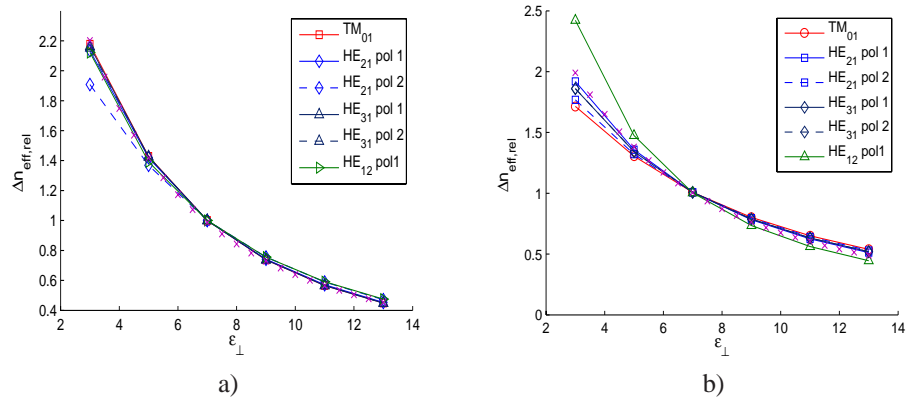 a)
TM01
HE21 pol 1
HE21 pol 2
HE31 pol 1
HE31 pol 2
HE12 pol1
2.2
2
1.8
1.6
1.4
1.2
1
0.8
0.6
0.4
Δneff,rel
2 4 6 8 10 12 14
ε⊥
a)
b)
TM01
HE21 pol 1
HE21 pol 2
HE31 pol 1
HE31 pol 2
HE12 pol1
2.5
2
1.5
1
0.5
0
Δneff,rel
2 4 6 8 10 12 14
ε⊥
b)